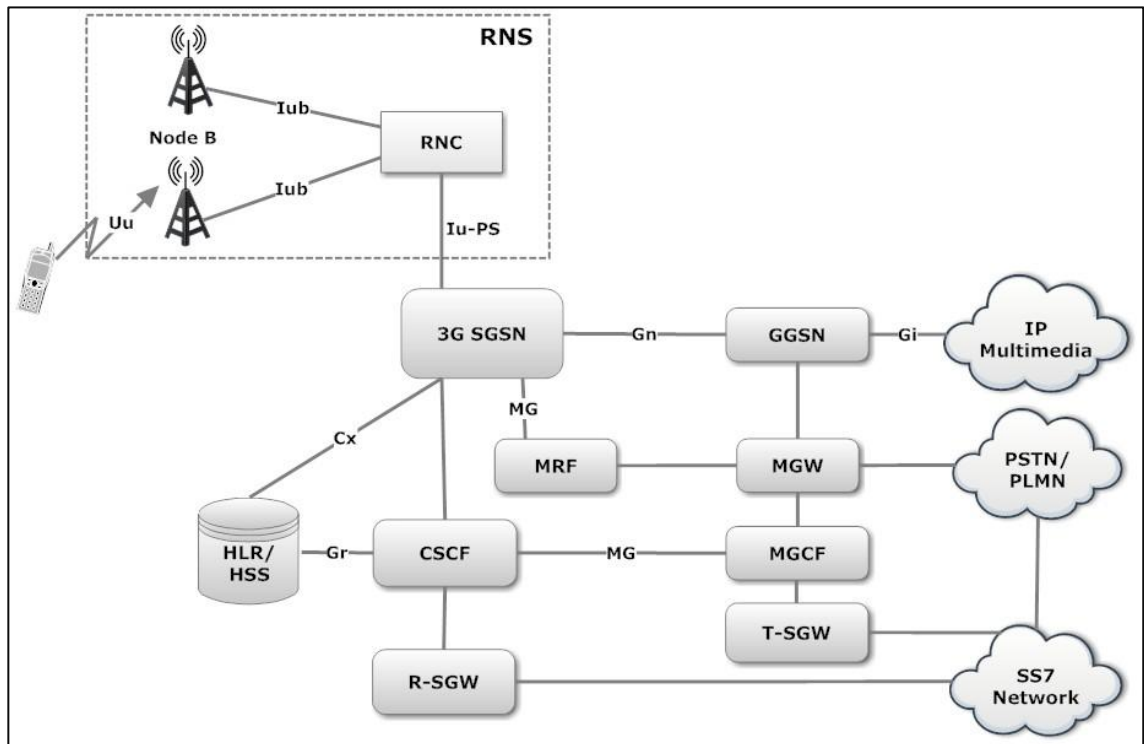 RNS
Iub
Node B
RNC
Iub
Uu
Iu-PS
3G SGSN
Gn
GGSN
Gi
IP
Multimedia
MG
Cx
MRF
MGW
PSTN/
PLMN
HLR/
HSS
Gr
CSCF
MG
MGCF
T-SGW
R-SGW
SS7
Network